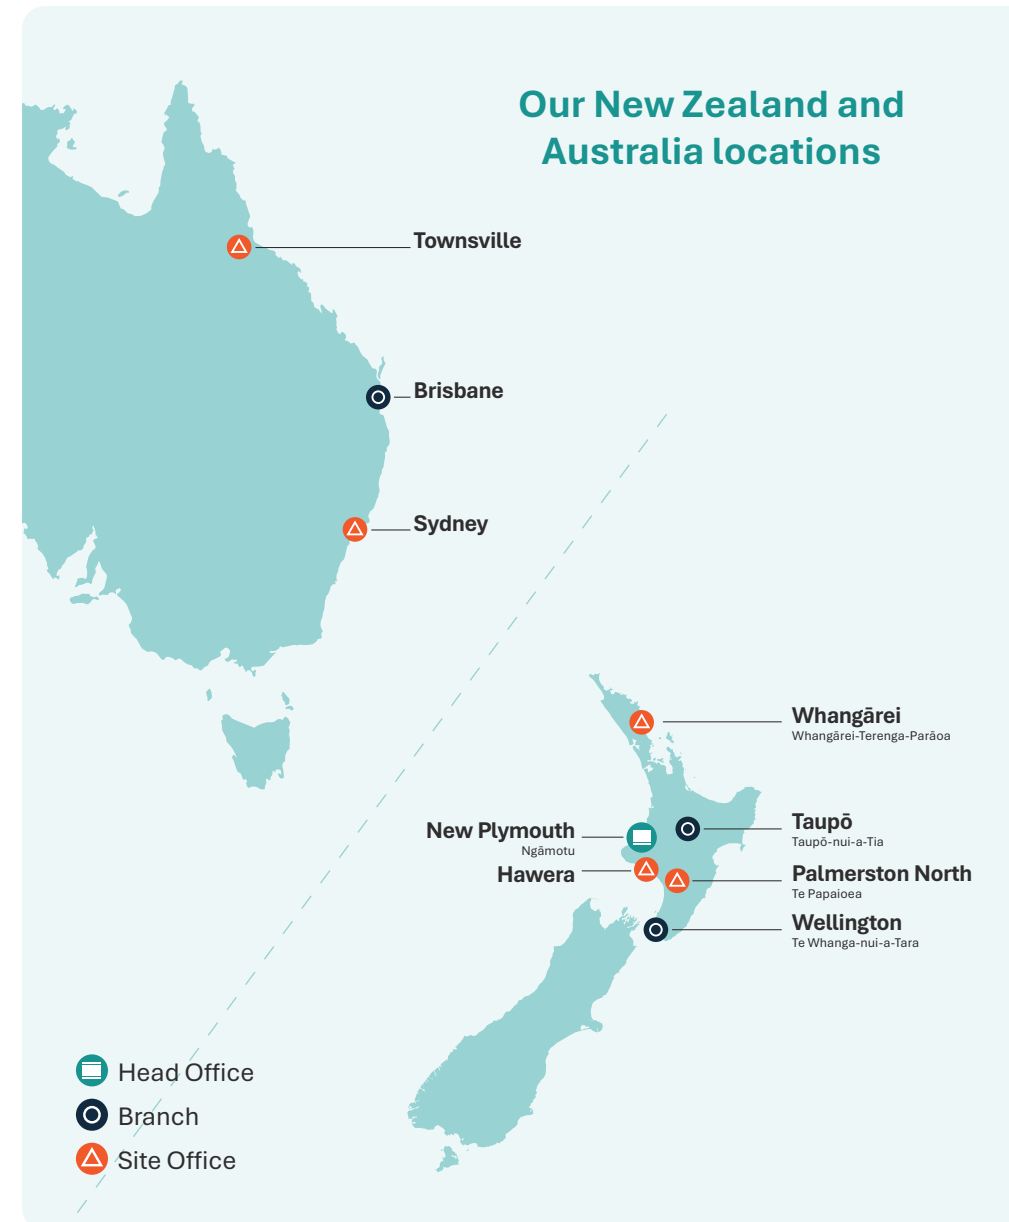 Our New Zealand and
Australia locations
Townsville
Brisbane
Sydney
Whangārei
Whangārei-Terenga-Parāoa
New Plymouth
Ngāmotu
Hawera
Taupō
Taupō-nui-a-Tia
Palmerston North
Te Papaioea
Wellington
Te Whanga-nui-a-Tara
Head Office
Branch
Site Office